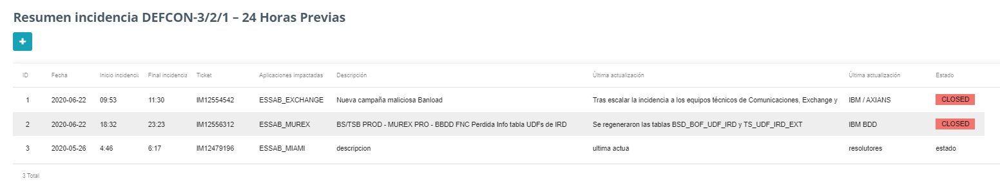 Resumen incidencia DEFCON-3/2/1 – 24 Horas Previas
+
ID Fecha Inicio incidencia Final incidencia Ticket Aplicaciones impactadas Descripción Última actualización Última actualización Estado
1 2020-06-22 09:53 11:30 IM12554542 ESSAB_EXCHANGE Nueva campaña maliciosa Banload Tras escalar la incidencia a los equipos técnicos de Comunicaciones, Exchange y IBM / AXIANS CLOSED
2 2020-06-22 18:32 23:23 IM12556312 ESSAB_MUREX BS/TSB PROD - MUREX PRO - BBDD FNC Perdida Info tabla UDFs de IRD Se regeneraron las tablas BSD_BOF_UDF_IRD y TS_UDF_IRD_EXT IBM BDD CLOSED
3 2020-05-26 4:46 6:17 IM12479196 ESSAB_MIAMI descripcion ultima actua resolutores estado
3 Total